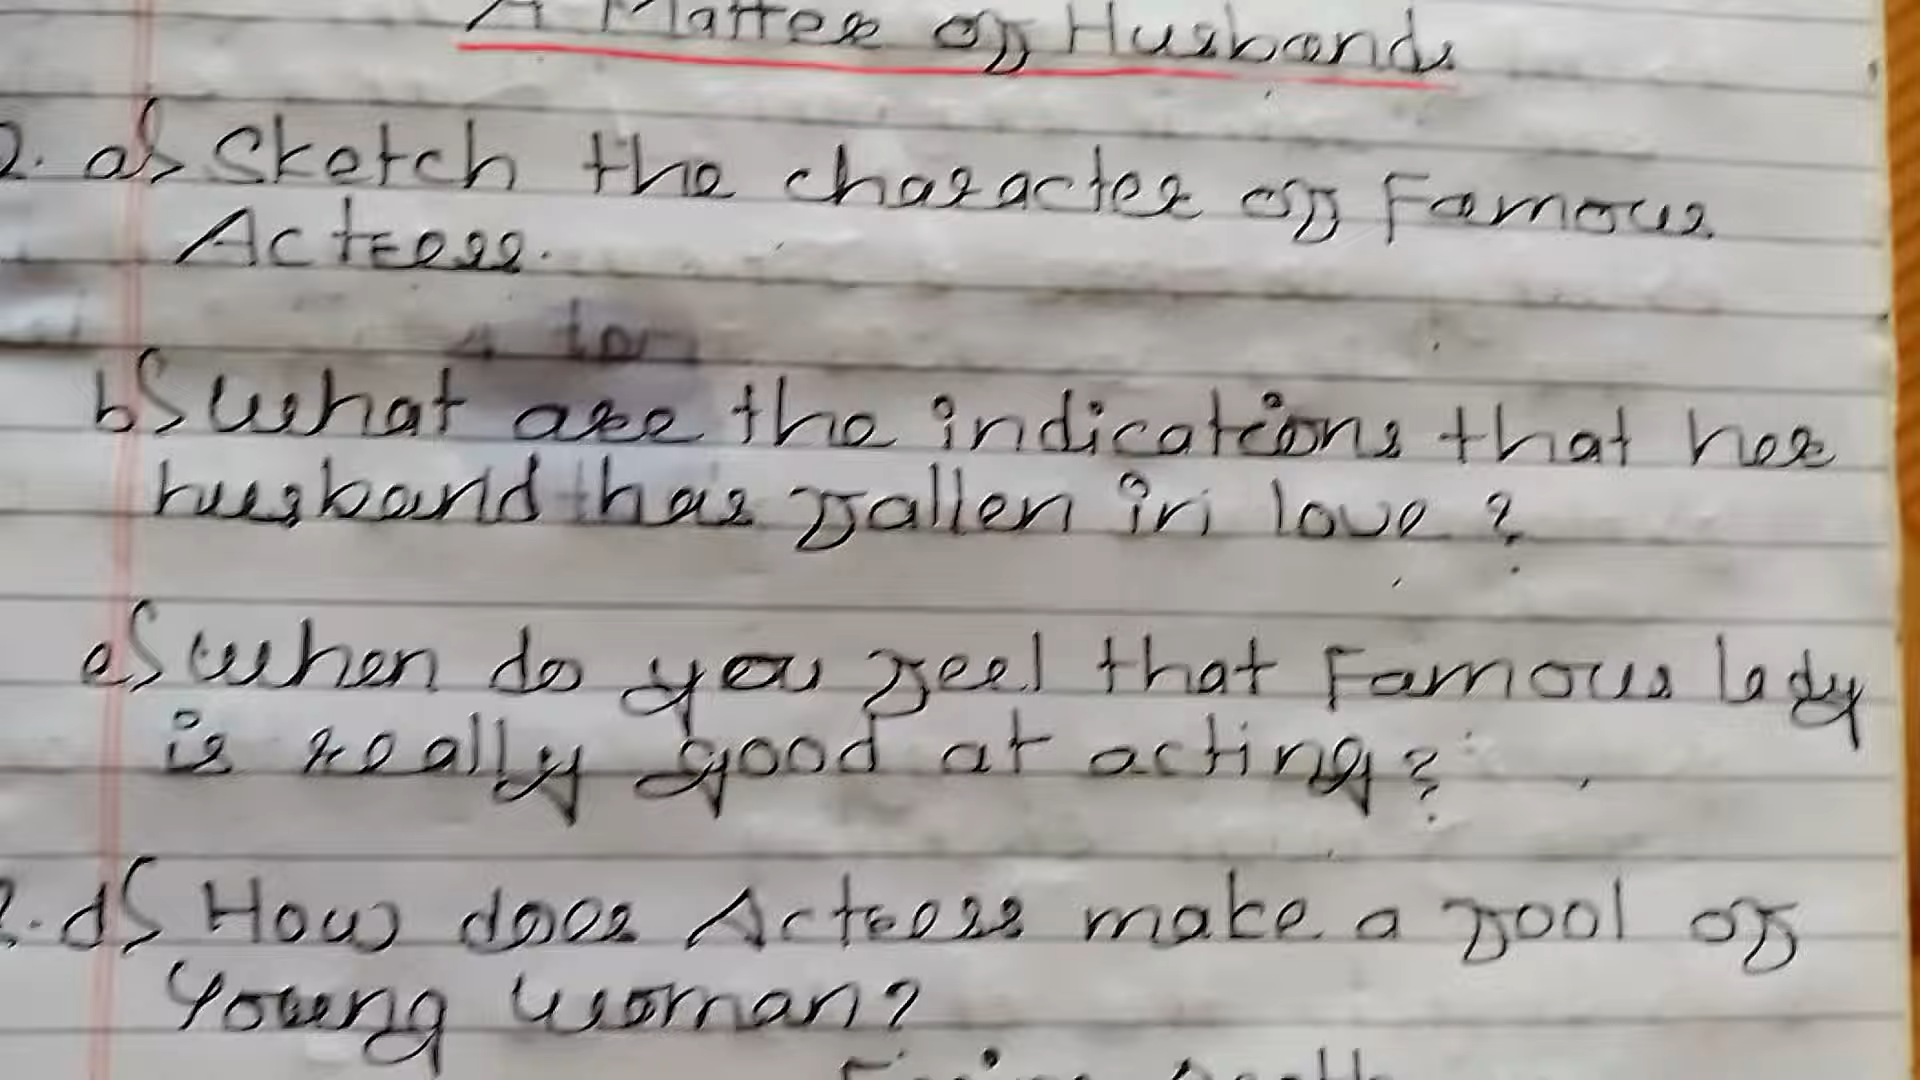 A Matter of Husbands
2. a) Sketch the character of Famous
Actress.
b) What are the indications that her
husband has fallen in love?
c) When do you feel that Famous lady
is really good at acting?
2. d) How does Actress make a fool of
Young woman?